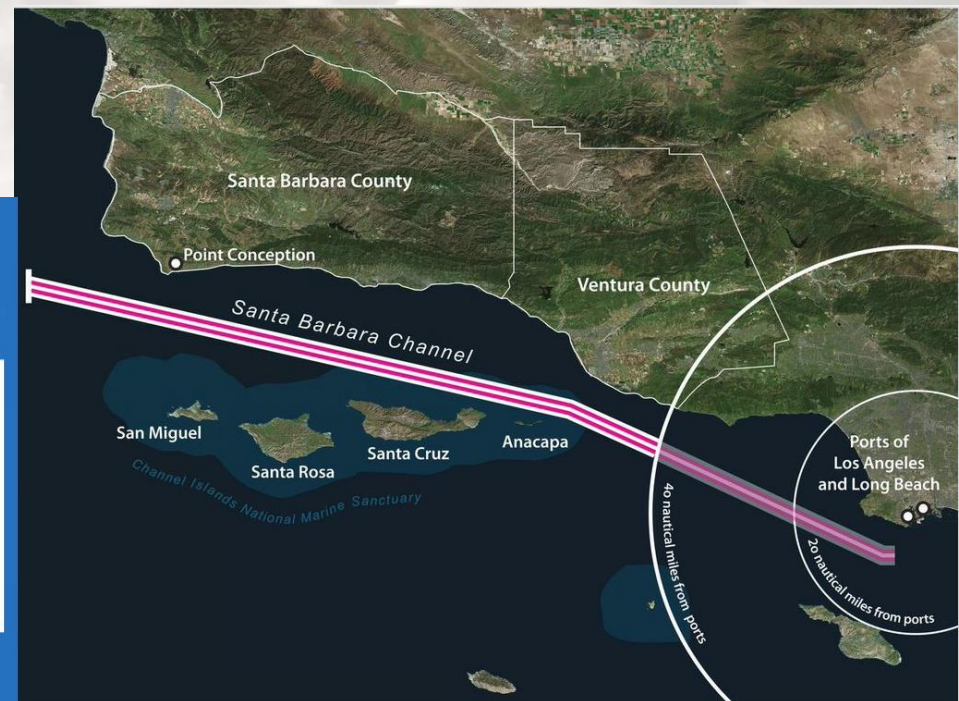 Santa Barbara County
Point Conception
Ventura County
Santa Barbara Channel
San Miguel
Santa Rosa
Santa Cruz
Anacapa
Channel Islands National Marine Sanctuary
Ports of
Los Angeles
and Long Beach
40 nautical miles from ports
20 nautical miles from ports